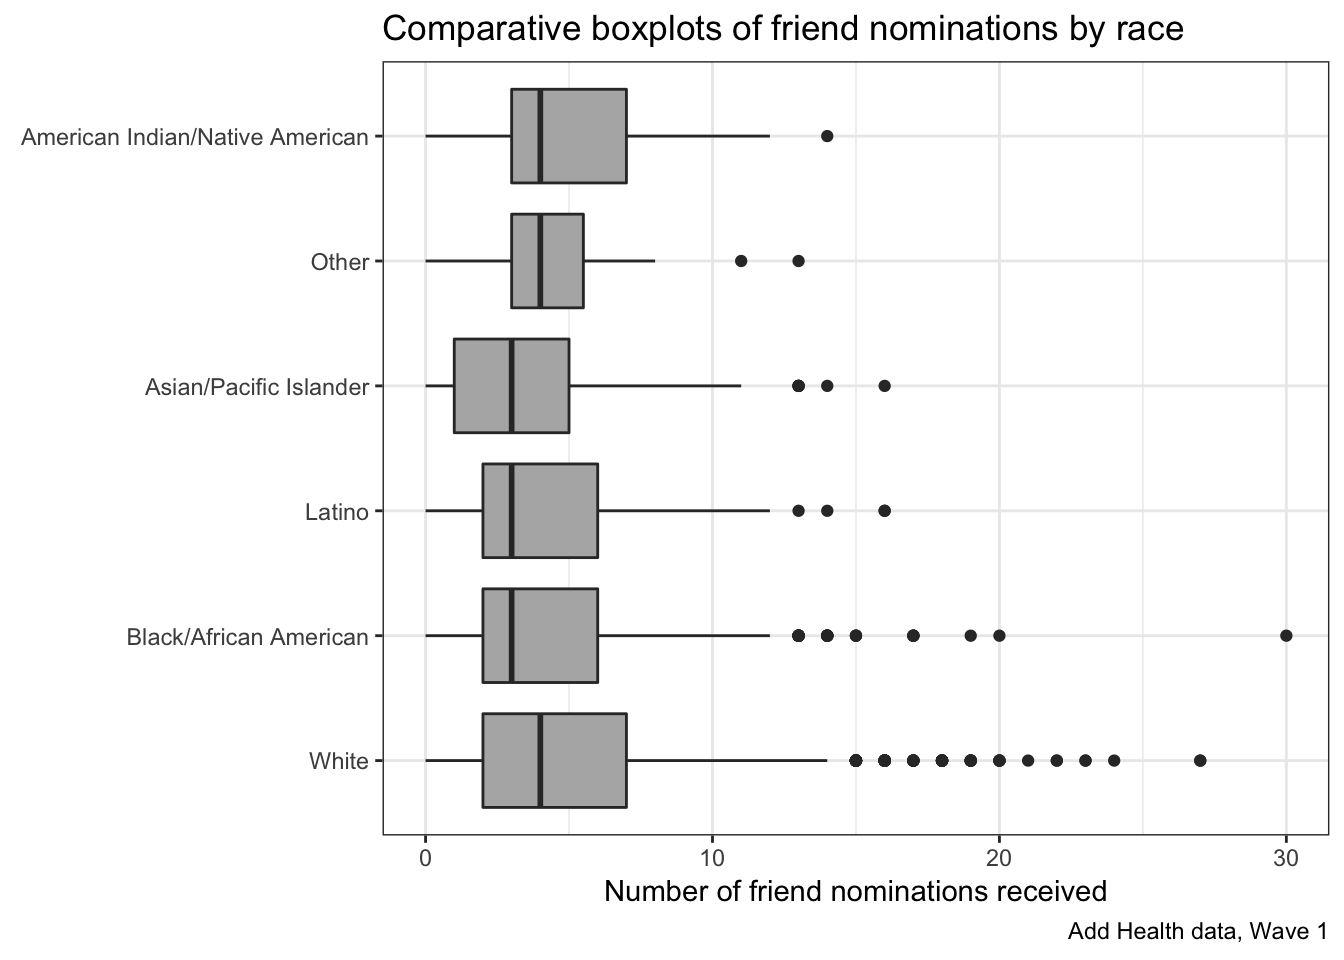 Comparative boxplots of friend nominations by race
American Indian/Native American
Other
Asian/Pacific Islander
Latino
Black/African American
White
0 10 20 30
Number of friend nominations received
Add Health data, Wave 1